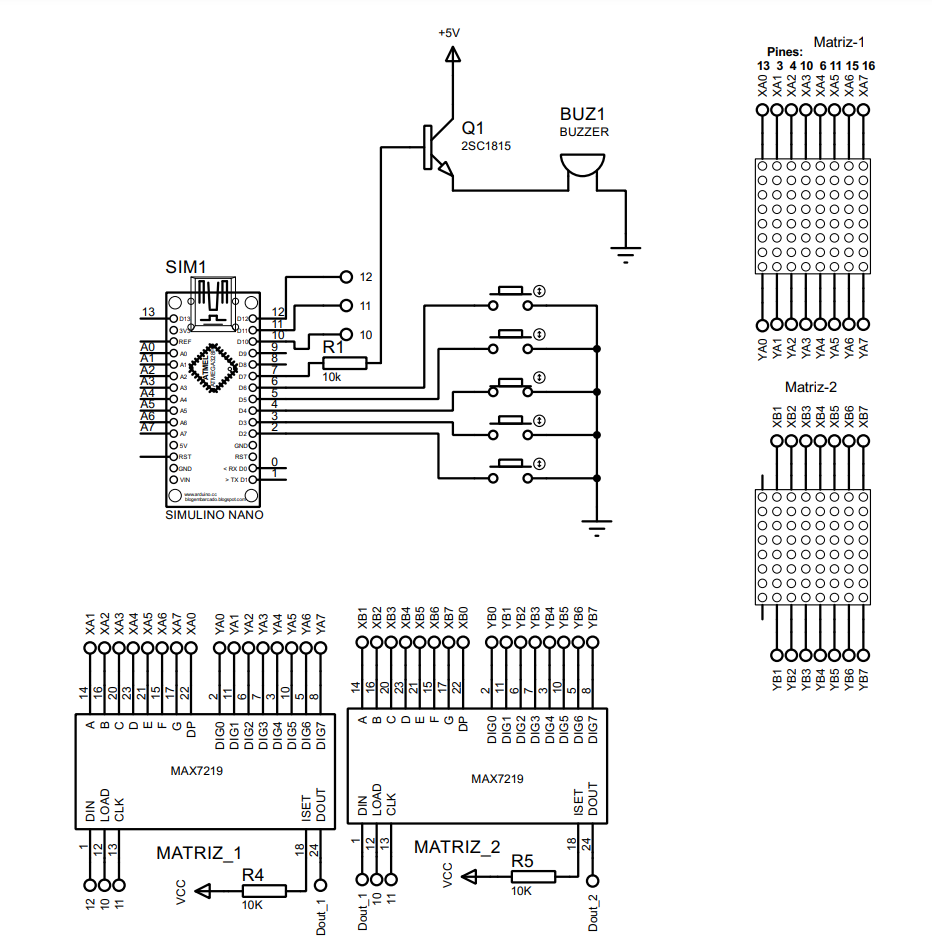 +5V
Q1
2SC1815
BUZ1
BUZZER
Matriz-1
Pines:
13 3 4 10 6 11 15 16
XA0 XA1 XA2 XA3 XA4 XA5 XA6 XA7
YA0 YA1 YA2 YA3 YA4 YA5 YA6 YA7
Matriz-2
XB1 XB2 XB3 XB4 XB5 XB6 XB7
YB1 YB2 YB3 YB4 YB5 YB6 YB7
SIM1
12
11
10
R1
10k
13 D13 D12 12
3V3 D11 11
REF D10 10
A0 A0 D9 9
A1 A1 D8 8
A2 A2 D7 7
A3 A3 D6 6
A4 A4 D5 5
A5 A5 D4 4
A6 A6 D3 3
A7 A7 D2 2
5V GND
RST RST
GND < RX D0 0
VIN > TX D1 1
ATMEL
www.arduino.cc
blogembarcado.blogspot.com
SIMULINO NANO
XA1 XA2 XA3 XA4 XA5 XA6 XA7 XA0 YA0 YA1 YA2 YA3 YA4 YA5 YA6 YA7
14 16 20 23 21 15 17 22 2 11 6 7 3 10 5 8
A B C D E F G DP DIG0 DIG1 DIG2 DIG3 DIG4 DIG5 DIG6 DIG7
MAX7219
DIN LOAD CLK ISET DOUT
1 12 13 18 24
MATRIZ_1
VCC
R4
10K
12 10 11 Dout_1
XB1 XB2 XB3 XB4 XB5 XB6 XB7 XB0 YB0 YB1 YB2 YB3 YB4 YB5 YB6 YB7
14 16 20 23 21 15 17 22 2 11 6 7 3 10 5 8
A B C D E F G DP DIG0 DIG1 DIG2 DIG3 DIG4 DIG5 DIG6 DIG7
MAX7219
DIN LOAD CLK ISET DOUT
1 12 13 18 24
MATRIZ_2
VCC
R5
10K
Dout_1 10 11 Dout_2